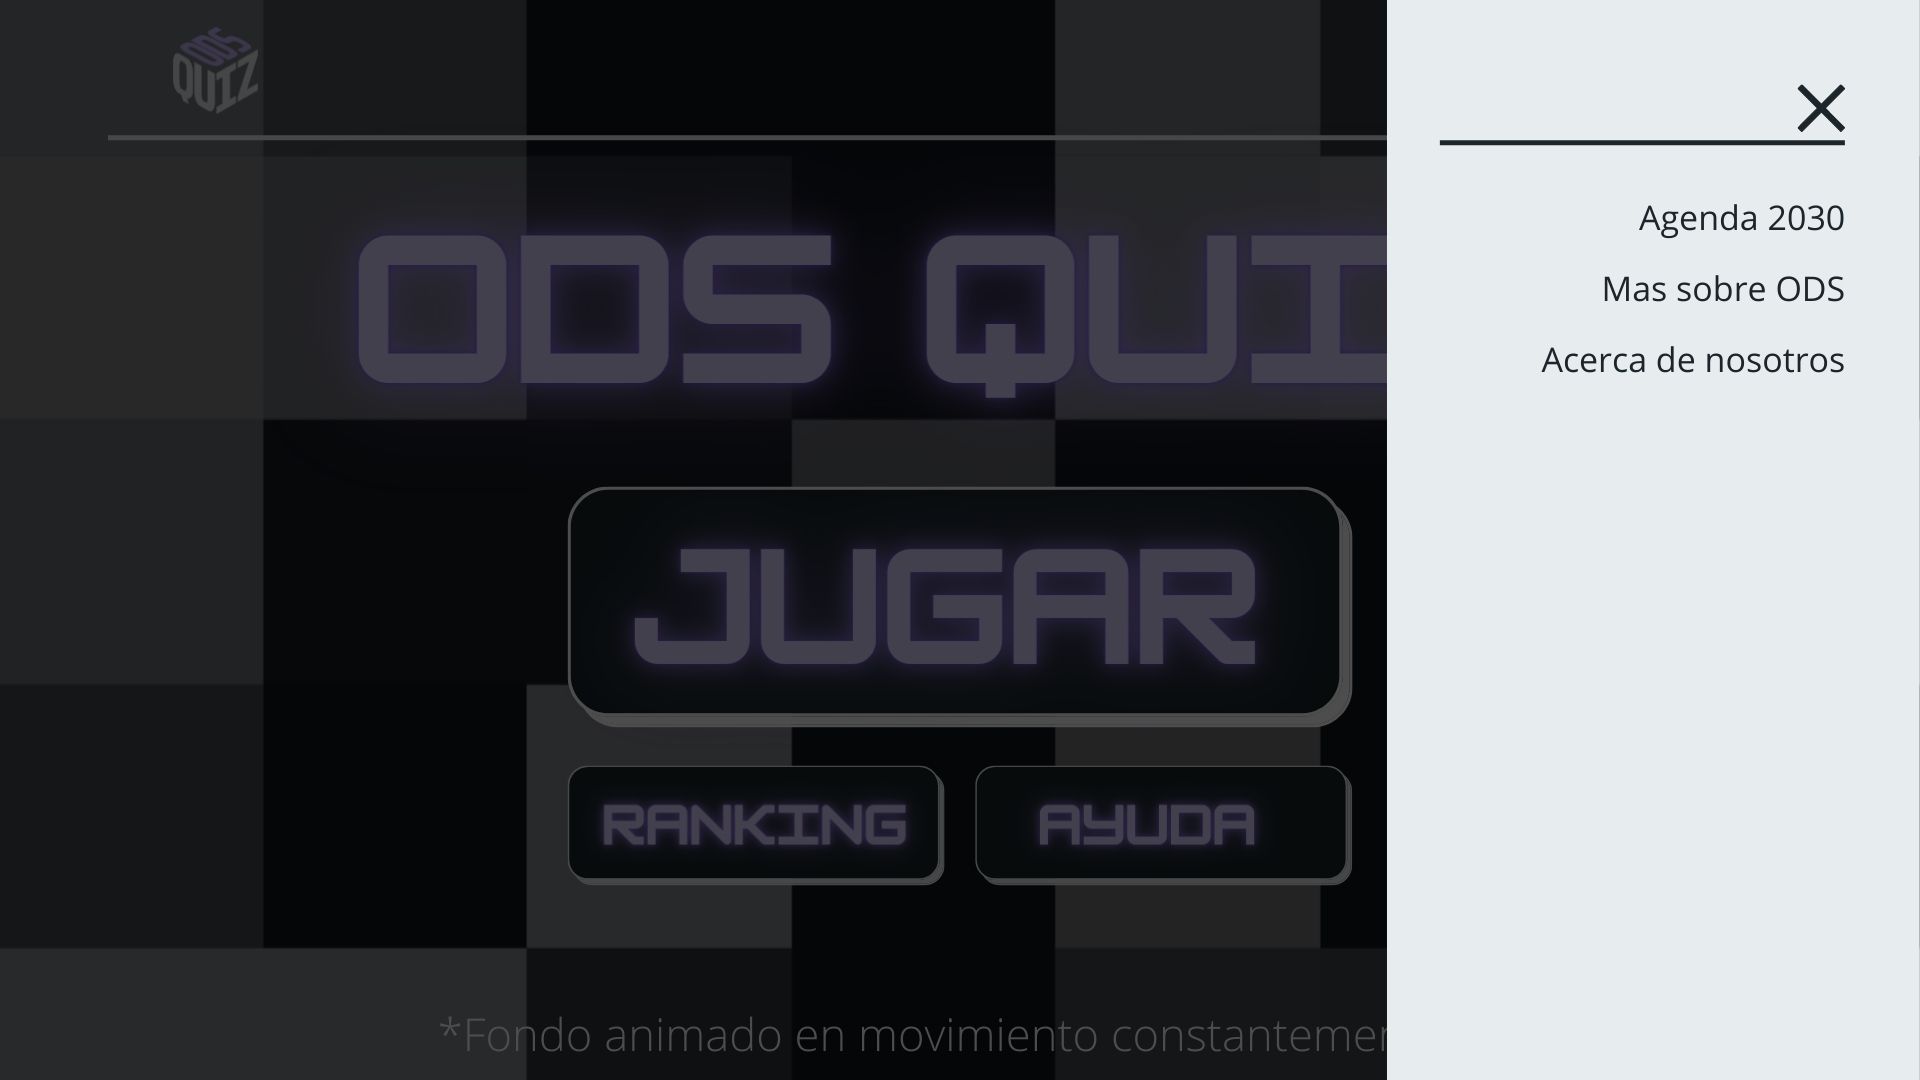 ODS
QUIZ
Agenda 2030
Mas sobre ODS
Acerca de nosotros
ODS QUI
JUGAR
RANKING
AYUDA
*Fondo animado en movimiento